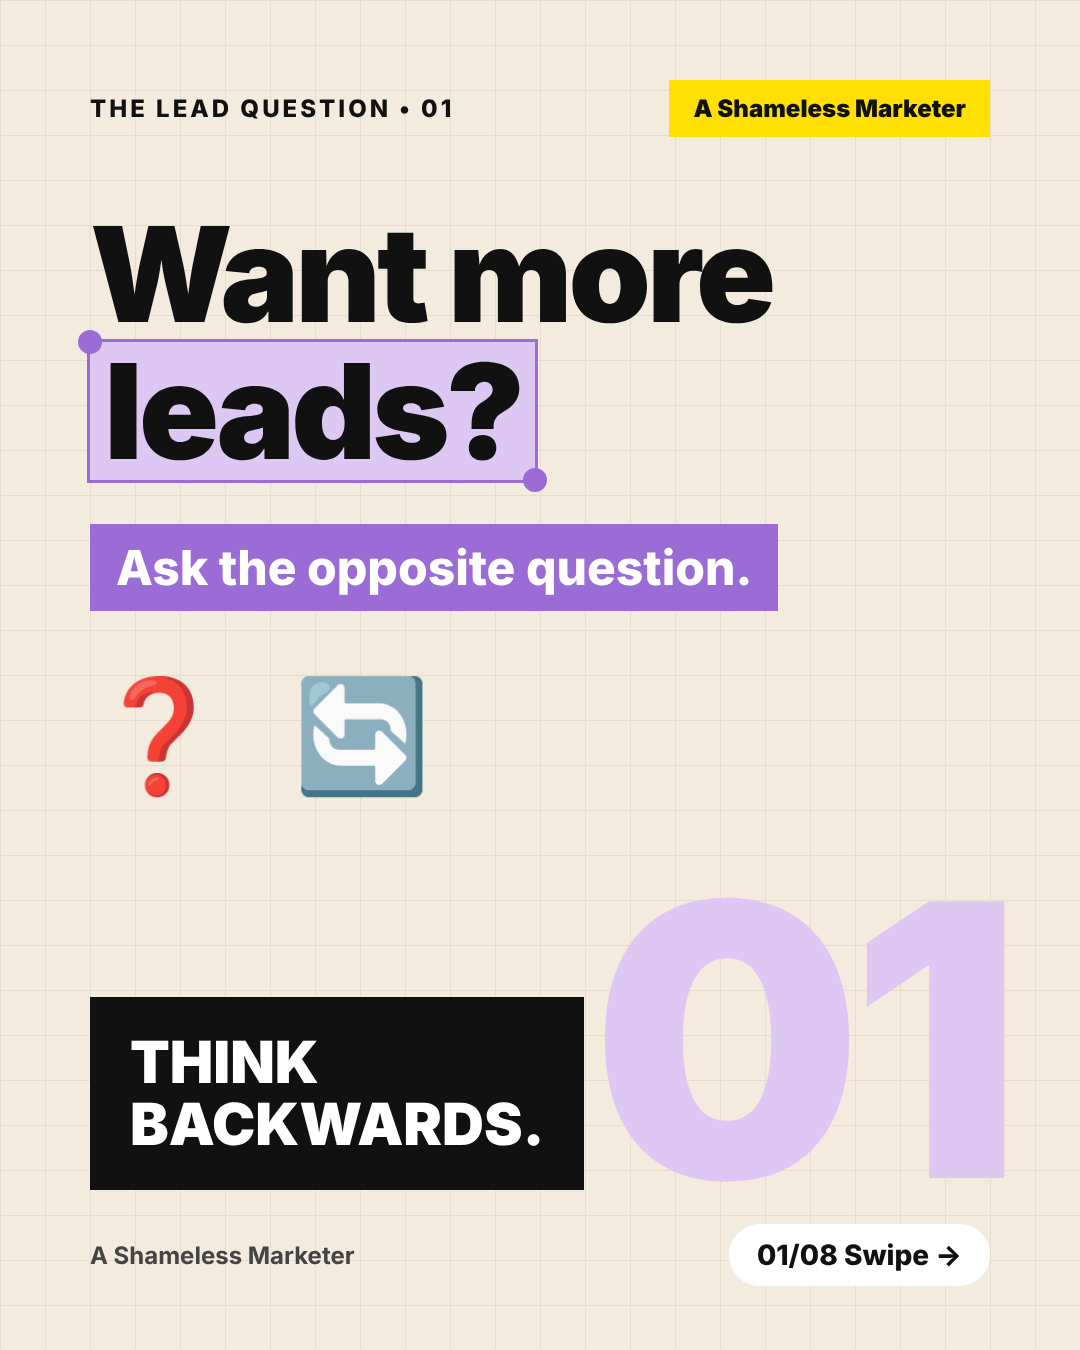 THE LEAD QUESTION • 01
A Shameless Marketer
Want more
leads?
Ask the opposite question.
❓ 🔄
01
THINK
BACKWARDS.
A Shameless Marketer
01/08 Swipe →